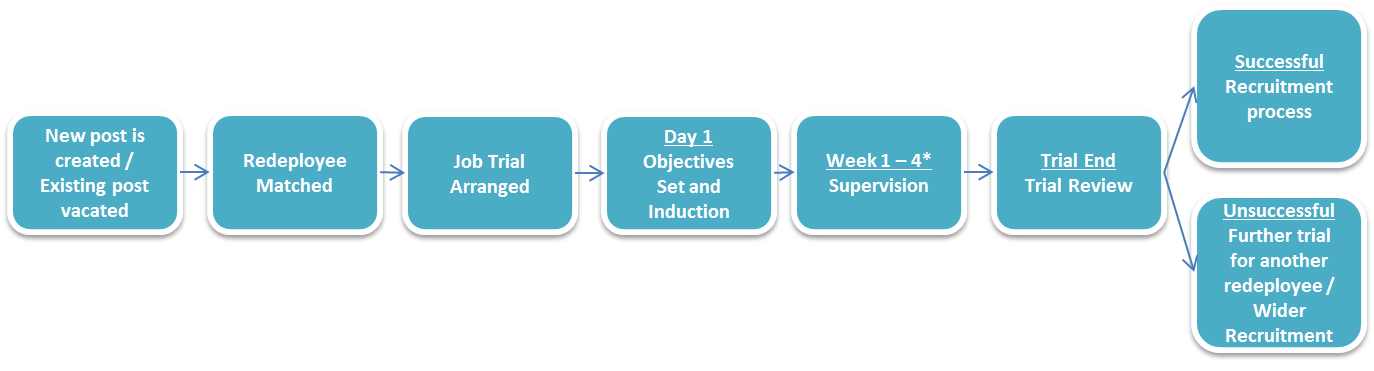 New post is
created /
Existing post
vacated
Redeployee
Matched
Job Trial
Arranged
Day 1
Objectives
Set and
Induction
Week 1 – 4*
Supervision
Trial End
Trial Review
Successful
Recruitment
process
Unsuccessful
Further trial
for another
redeployee /
Wider
Recruitment